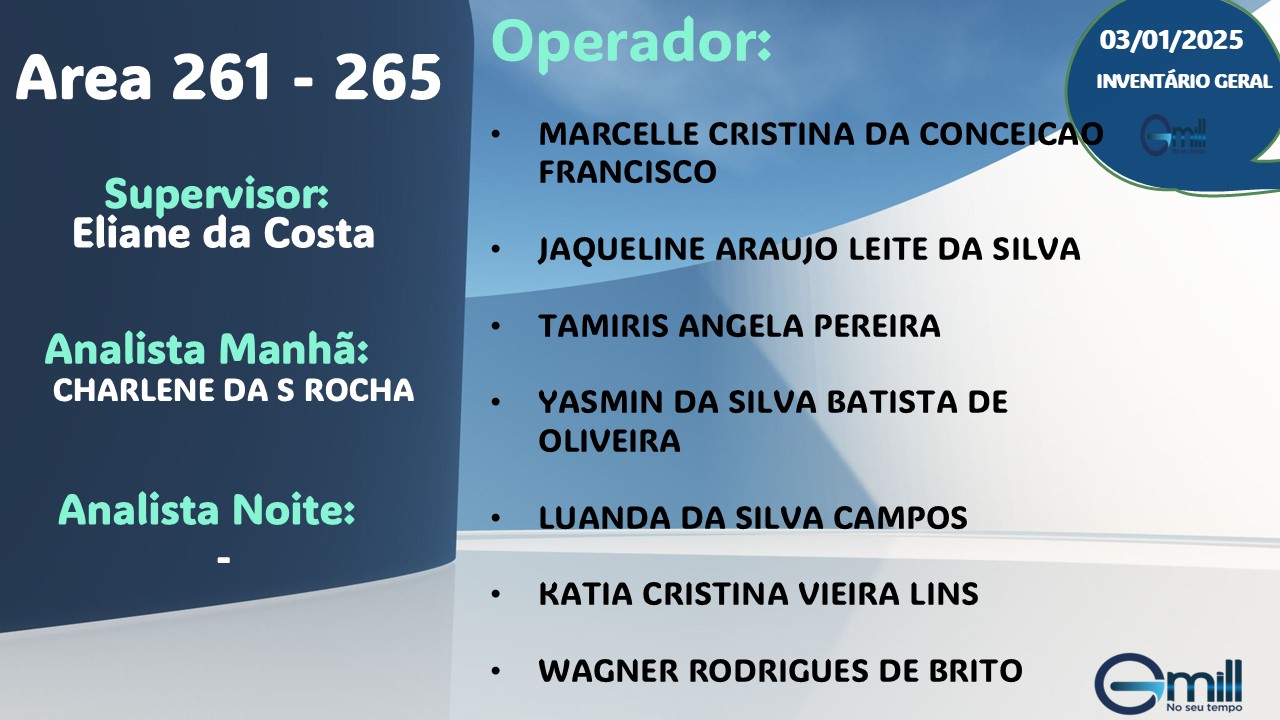 Area 261 - 265
Supervisor:
Eliane da Costa
Analista Manhã:
CHARLENE DA S ROCHA
Analista Noite:
-
Operador:
• MARCELLE CRISTINA DA CONCEICAO
FRANCISCO
• JAQUELINE ARAUJO LEITE DA SILVA
• TAMIRIS ANGELA PEREIRA
• YASMIN DA SILVA BATISTA DE
OLIVEIRA
• LUANDA DA SILVA CAMPOS
• KATIA CRISTINA VIEIRA LINS
• WAGNER RODRIGUES DE BRITO
03/01/2025
INVENTÁRIO GERAL
Gmill
Gmill
No seu tempo